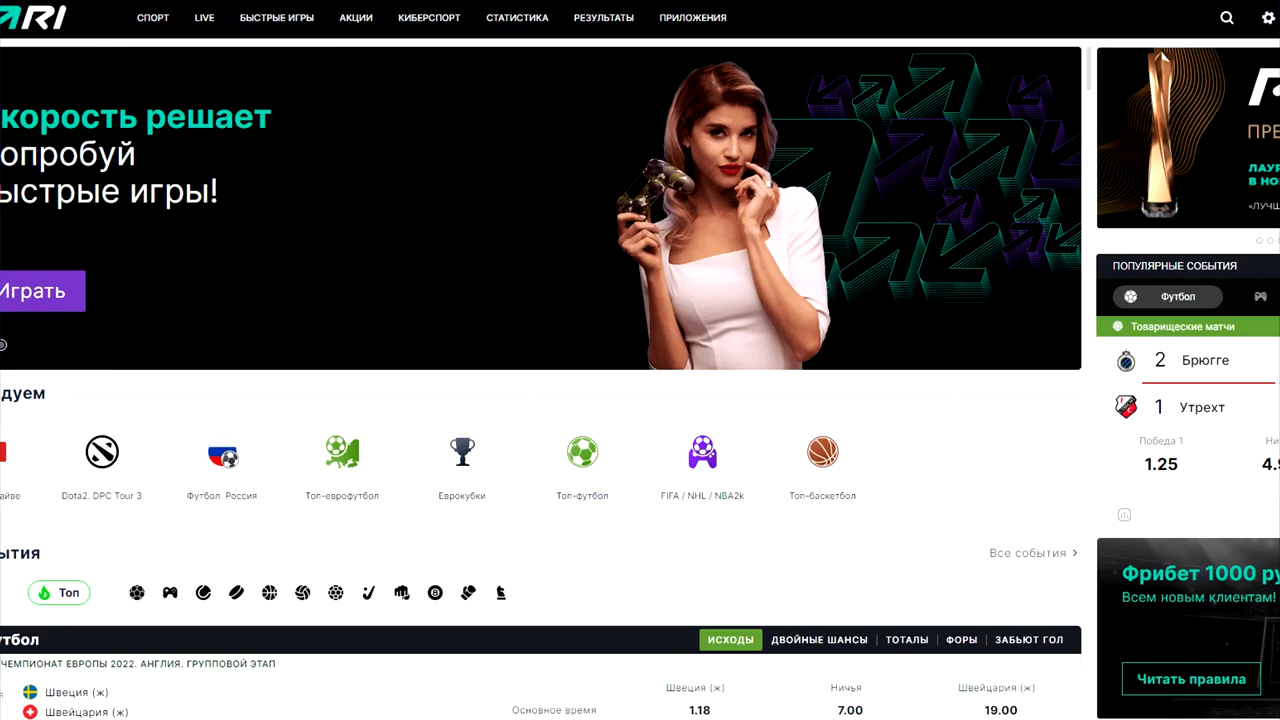 ARI
СПОРТ LIVE БЫСТРЫЕ ИГРЫ АКЦИИ КИБЕРСПОРТ СТАТИСТИКА РЕЗУЛЬТАТЫ ПРИЛОЖЕНИЯ
корость решает
опробуй
ыстрые игры!
Играть
ПРЕ
ЛАУР
В НО
«ЛУЧШ
ПОПУЛЯРНЫЕ СОБЫТИЯ
Футбол
Товарищеские матчи
2 Брюгге
1 Утрехт
Победа 1 Ни
1.25 4.9
дуем
айве
Dota2. DPC Tour 3
Футбол. Россия
Топ-еврофутбол
Еврокубки
Топ-футбол
FIFA / NHL / NBA2k
Топ-баскетбол
ытия
Все события
Топ
утбол
ИСХОДЫ ДВОЙНЫЕ ШАНСЫ ТОТАЛЫ ФОРЫ ЗАБЬЮТ ГОЛ
ЧЕМПИОНАТ ЕВРОПЫ 2022. АНГЛИЯ. ГРУППОВОЙ ЭТАП
Швеция (ж)
Швейцария (ж)
Основное время
Швеция (ж) Ничья Швейцария (ж)
1.18 7.00 19.00
Фрибет 1000 ру
Всем новым клиентам!
Читать правила